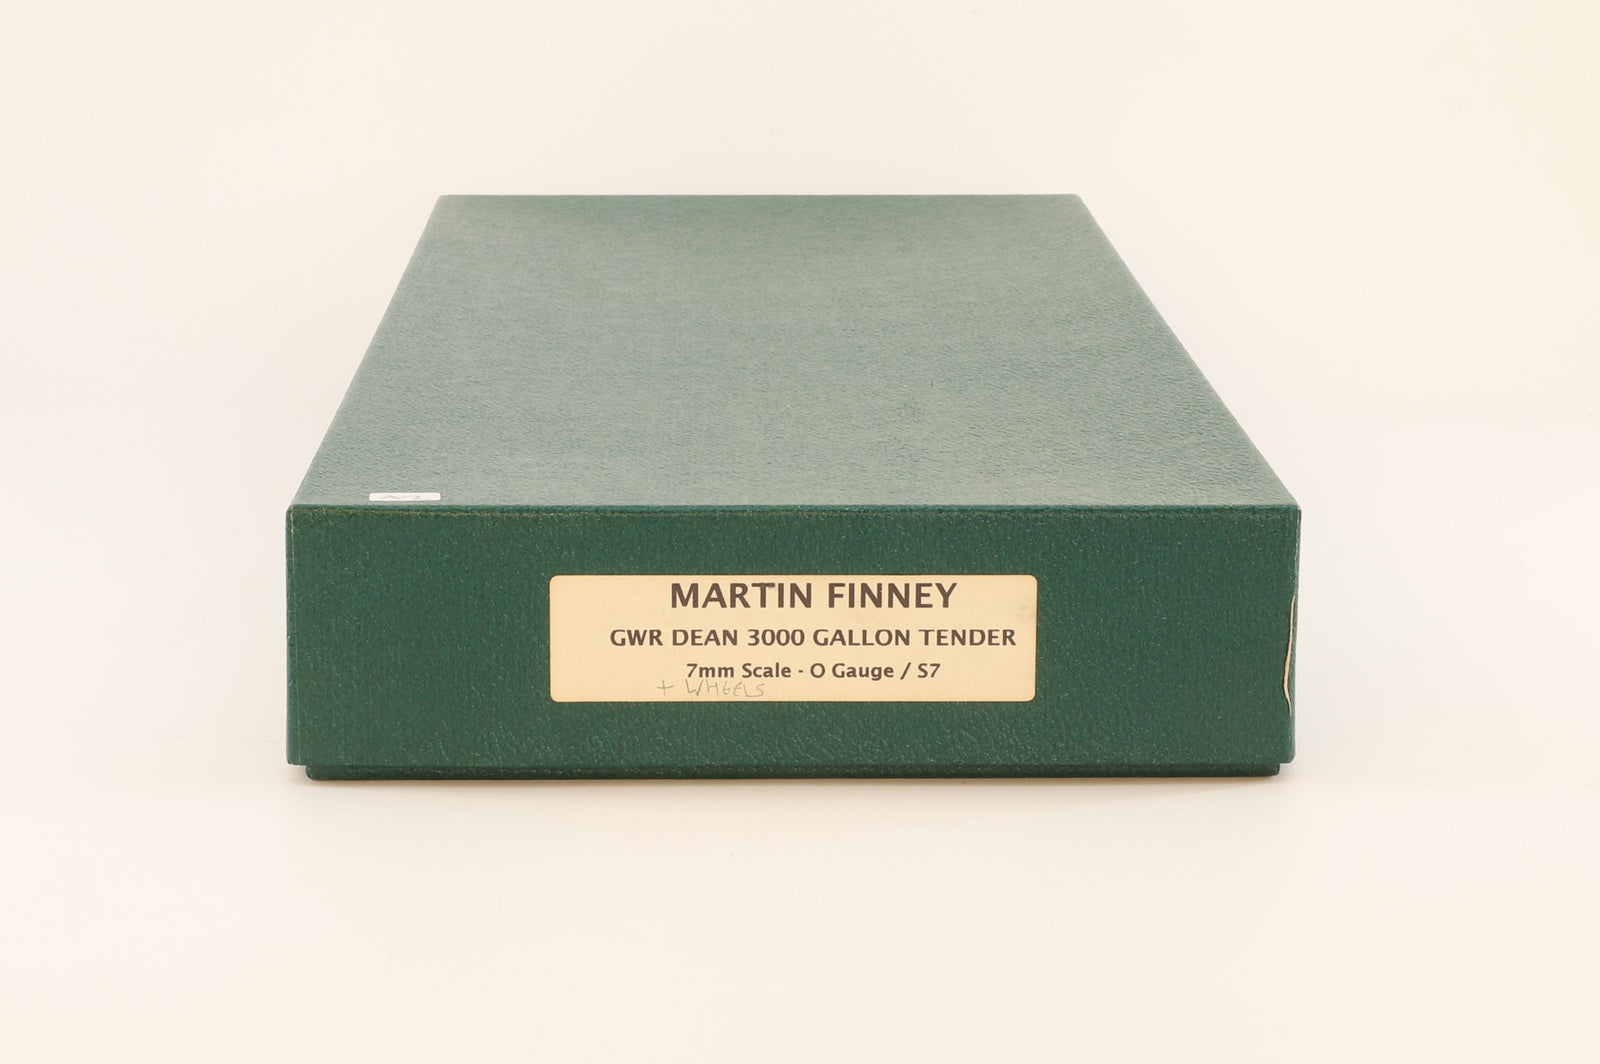 MARTIN FINNEY
GWR DEAN 3000 GALLON TENDER
7mm Scale - O Gauge / S7
+ WHEELS